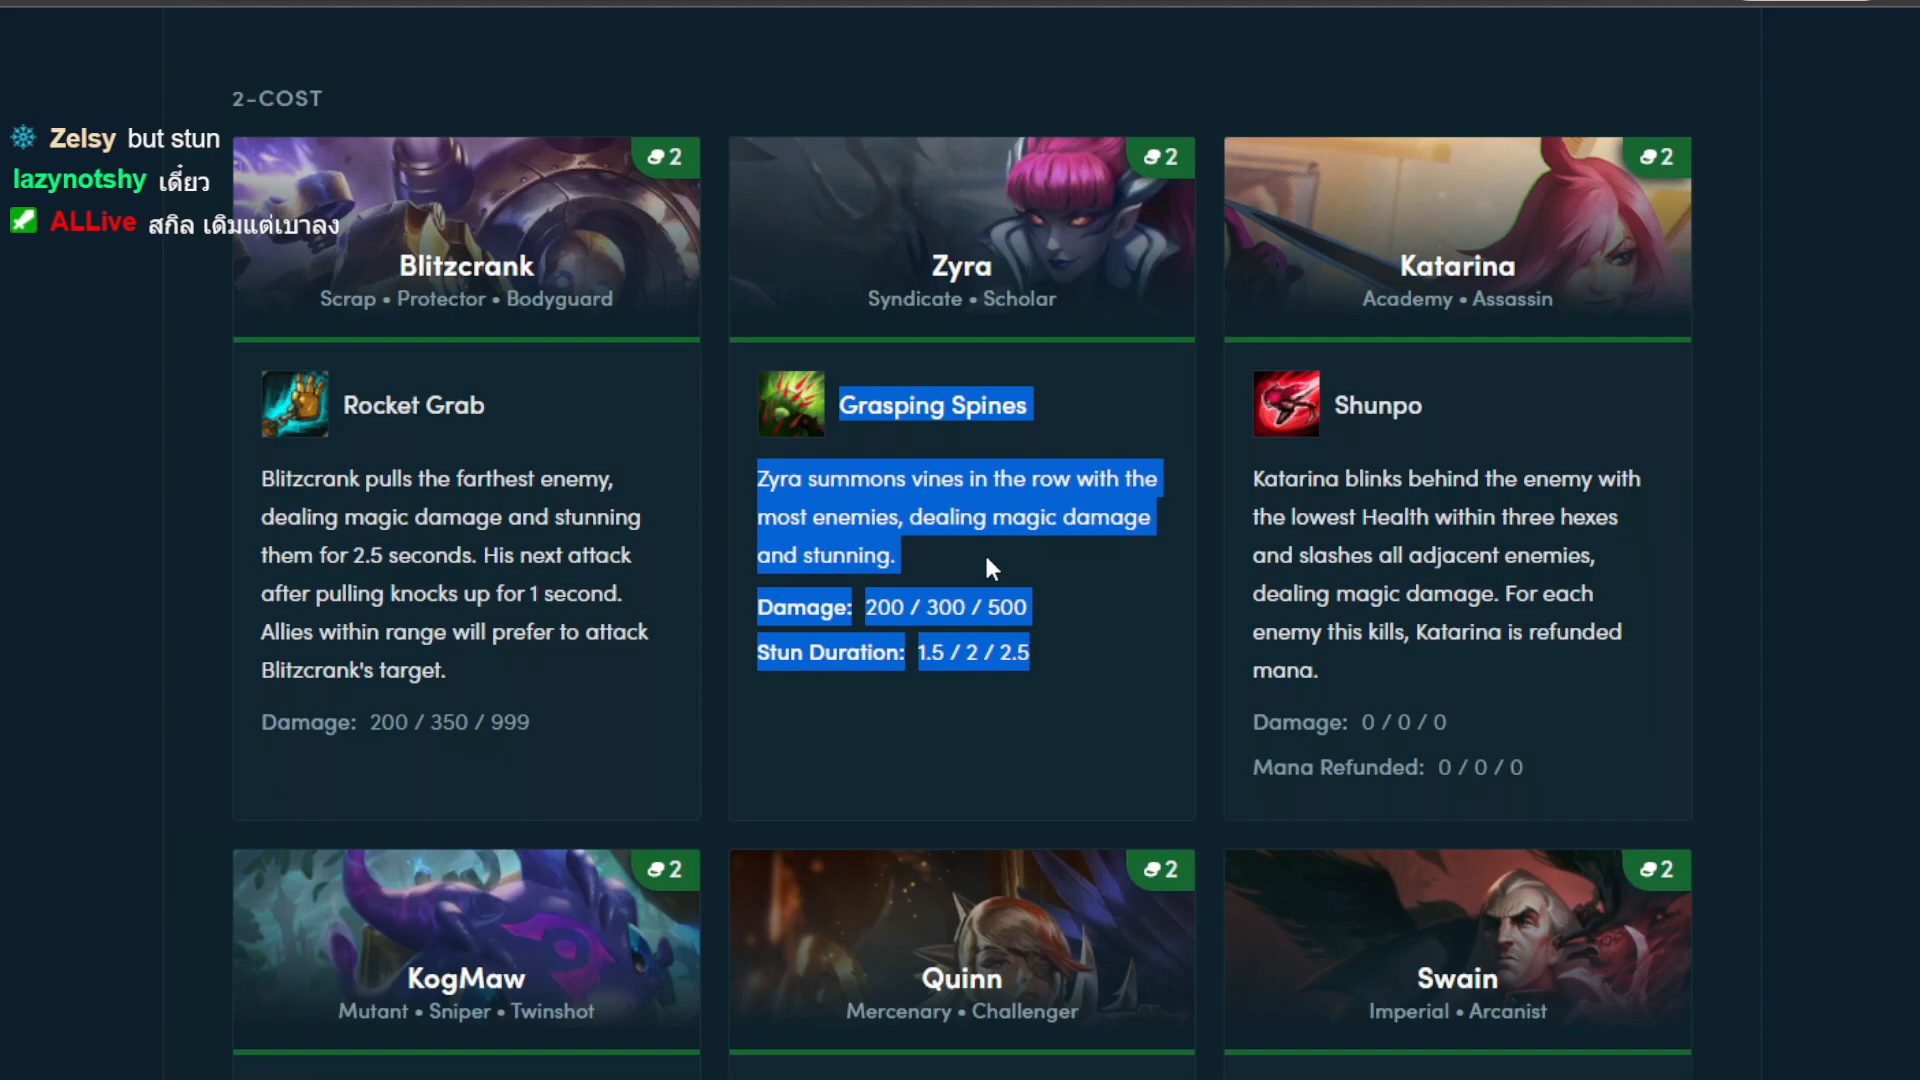 2-COST
Zelsy but stun
lazynotshy เดี๋ยว
ALLive สกิล เดิมแต่เบาลง
2
Blitzcrank
Scrap • Protector • Bodyguard
Rocket Grab
Blitzcrank pulls the farthest enemy,
dealing magic damage and stunning
them for 2.5 seconds. His next attack
after pulling knocks up for 1 second.
Allies within range will prefer to attack
Blitzcrank's target.
Damage: 200 / 350 / 999
2
Zyra
Syndicate • Scholar
Grasping Spines
Zyra summons vines in the row with the
most enemies, dealing magic damage
and stunning.
Damage: 200 / 300 / 500
Stun Duration: 1.5 / 2 / 2.5
2
Katarina
Academy • Assassin
Shunpo
Katarina blinks behind the enemy with
the lowest Health within three hexes
and slashes all adjacent enemies,
dealing magic damage. For each
enemy this kills, Katarina is refunded
mana.
Damage: 0 / 0 / 0
Mana Refunded: 0 / 0 / 0
2
KogMaw
Mutant • Sniper • Twinshot
2
Quinn
Mercenary • Challenger
2
Swain
Imperial • Arcanist